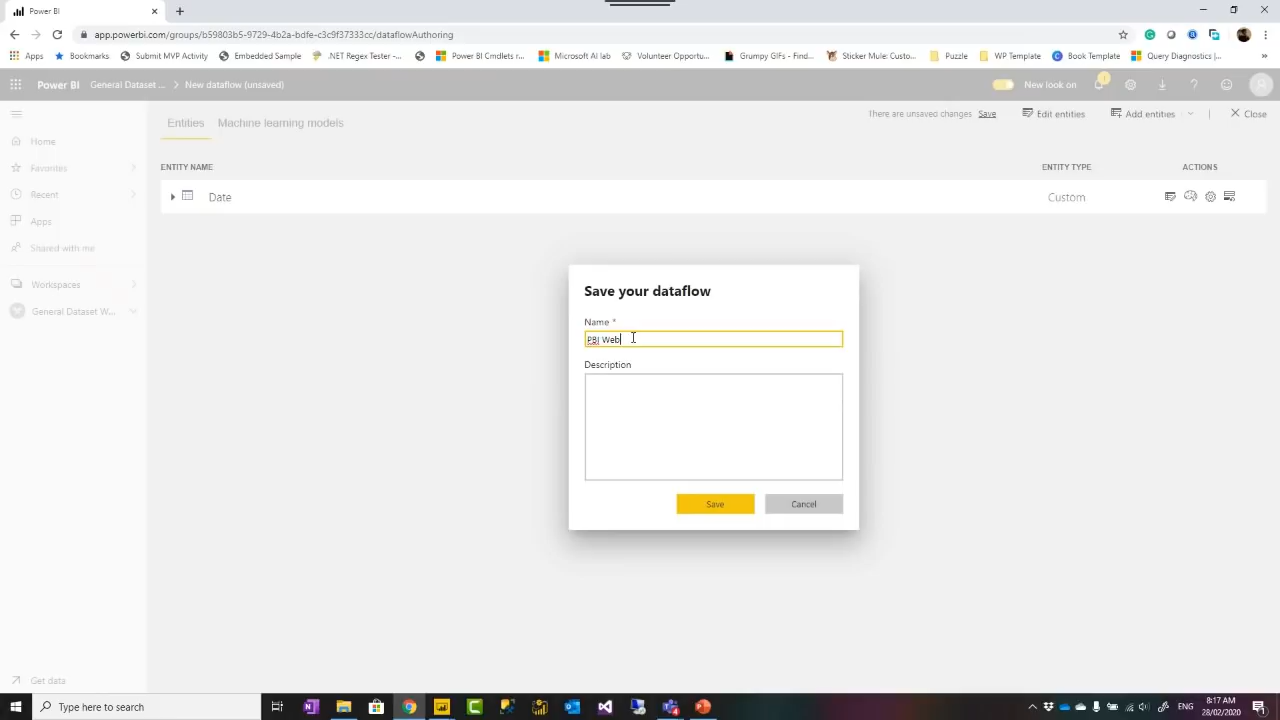 Power BI
app.powerbi.com/groups/b59803b5-9729-4b2a-bdfe-c3c9f37333cc/dataflowAuthoring
Apps Bookmarks Submit MVP Activity Embedded Sample .NET Regex Tester -... Power BI Cmdlets r... Microsoft AI lab Volunteer Opportu... Grumpy GIFs - Find... Sticker Mule: Custo... Puzzle WP Template Book Template Query Diagnostics |... »
Power BI General Dataset ... > New dataflow (unsaved) New look on
Entities Machine learning models There are unsaved changes Save Edit entities Add entities | Close
Home
Favorites
Recent
Apps
Shared with me
Workspaces
General Dataset W...
Get data
ENTITY NAME ENTITY TYPE ACTIONS
Date Custom
Save your dataflow
Name *
PBI Web
Description
Save Cancel
Type here to search
ENG
8:17 AM
28/02/2020